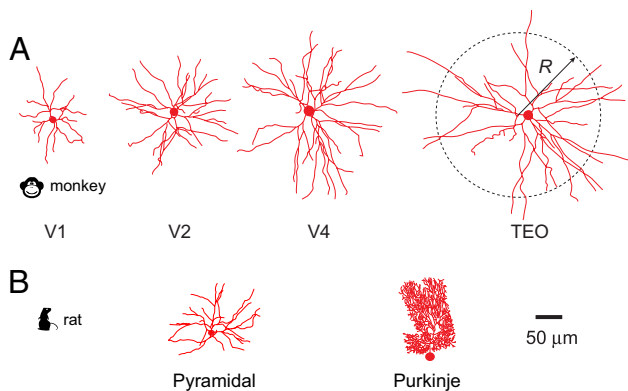 A
R
monkey
V1 V2 V4 TEO
B
rat
50 μm
Pyramidal Purkinje